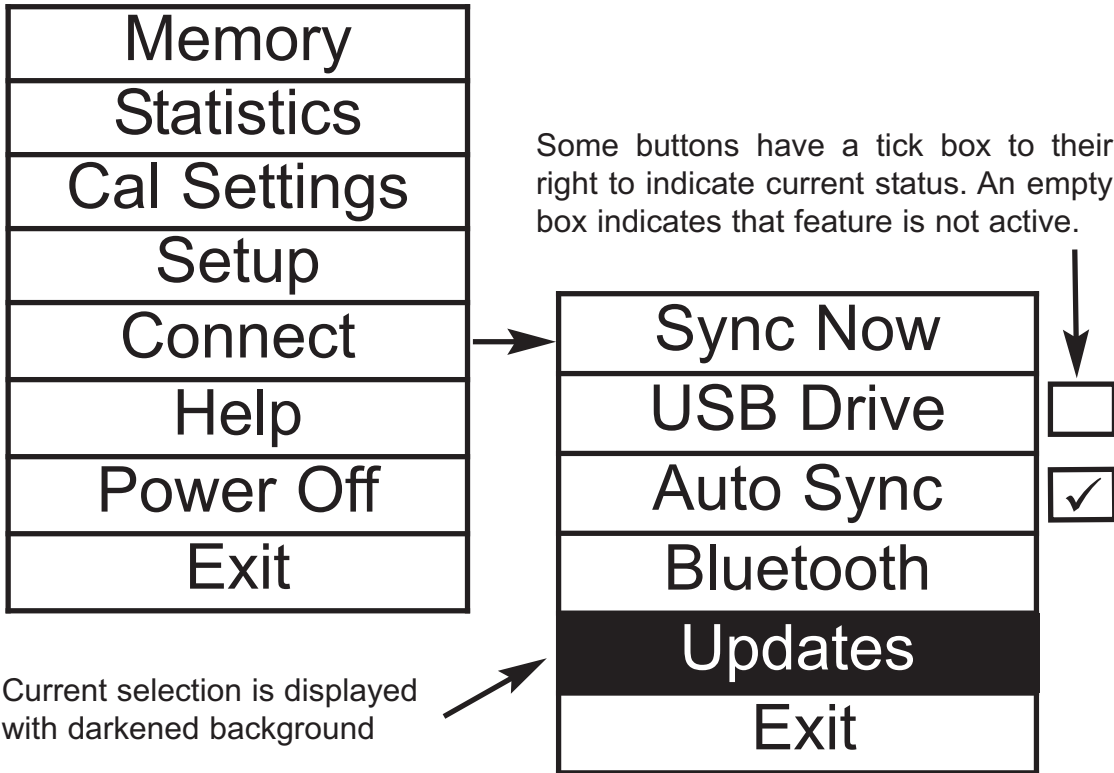 Memory
Statistics
Cal Settings
Setup
Connect
Help
Power Off
Exit
Some buttons have a tick box to their
right to indicate current status. An empty
box indicates that feature is not active.
Sync Now
USB Drive
Auto Sync
Bluetooth
Updates
Exit
Current selection is displayed
with darkened background